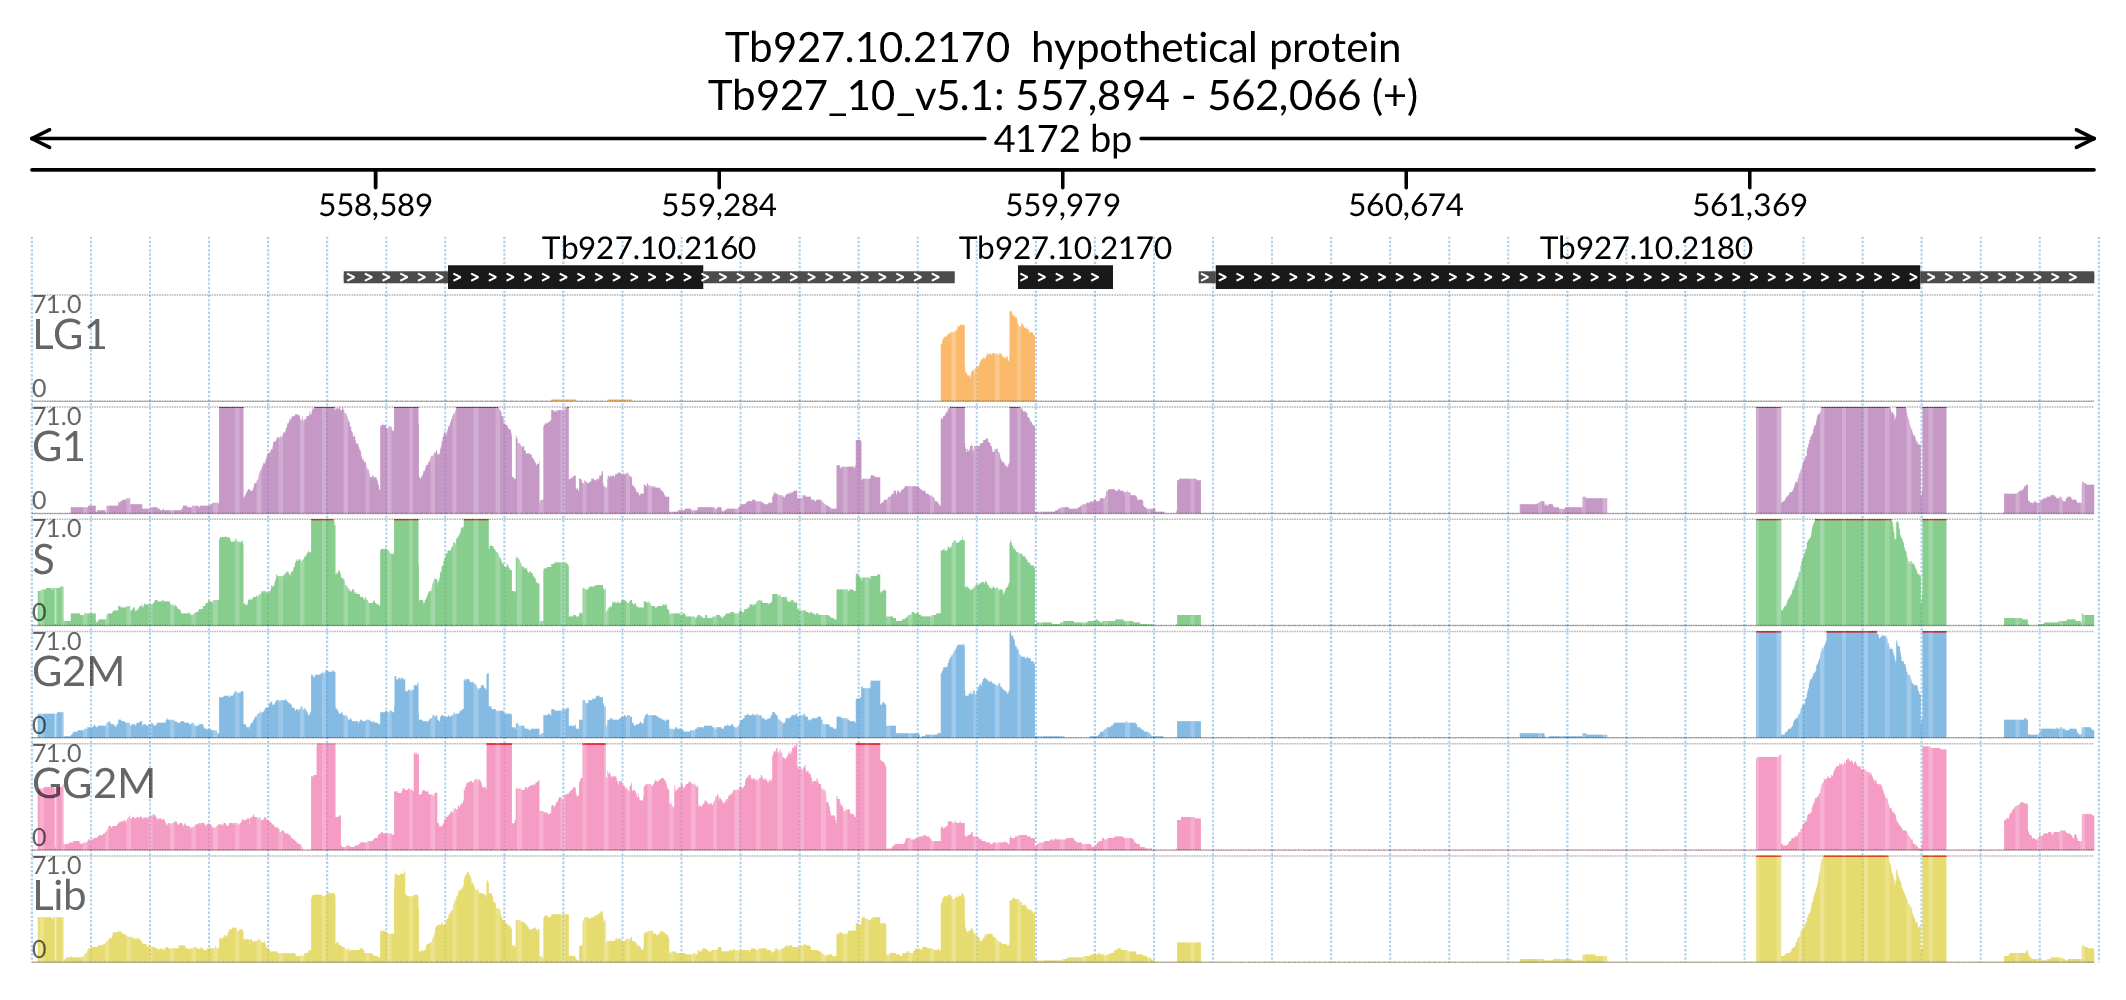 Tb927.10.2170  hypothetical protein
Tb927_10_v5.1: 557,894 - 562,066 (+)
4172 bp
558,589 559,284 559,979 560,674 561,369
Tb927.10.2160 Tb927.10.2170 Tb927.10.2180
71.0
LG1
0
71.0
G1
0
71.0
S
0
71.0
G2M
0
71.0
GG2M
0
71.0
Lib
0